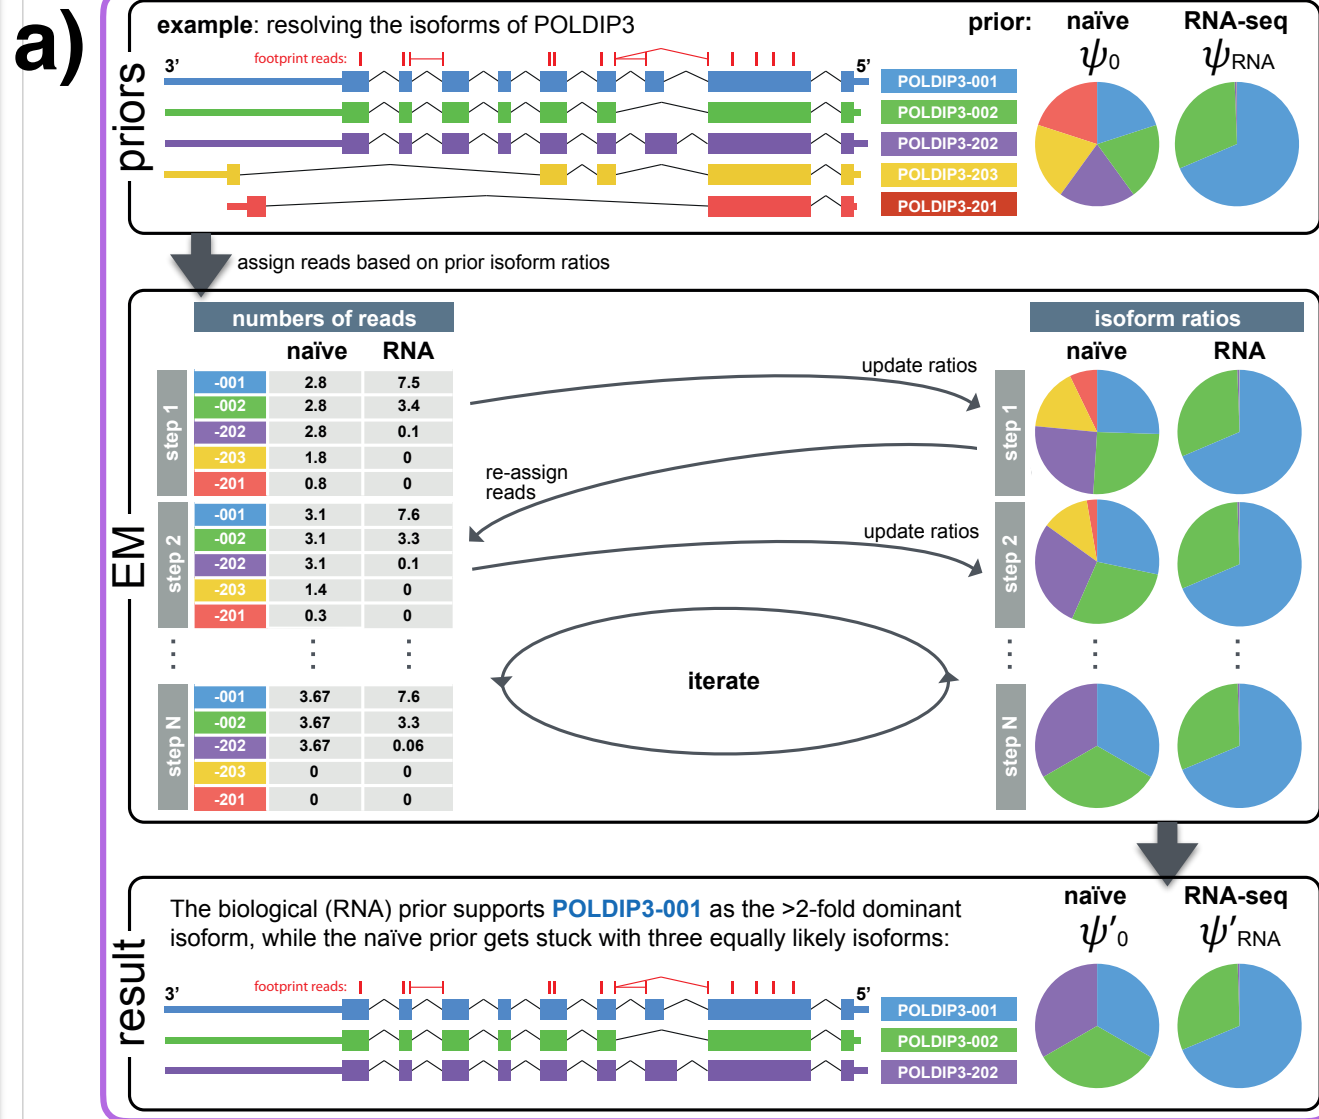 a)
priors
example: resolving the isoforms of POLDIP3
prior: naïve RNA-seq
ψ0 ψRNA
footprint reads:
3’ 5’
POLDIP3-001
POLDIP3-002
POLDIP3-202
POLDIP3-203
POLDIP3-201
assign reads based on prior isoform ratios
EM
numbers of reads
naïve RNA
step 1
-001 2.8 7.5
-002 2.8 3.4
-202 2.8 0.1
-203 1.8 0
-201 0.8 0
step 2
-001 3.1 7.6
-002 3.1 3.3
-202 3.1 0.1
-203 1.4 0
-201 0.3 0
step N
-001 3.67 7.6
-002 3.67 3.3
-202 3.67 0.06
-203 0 0
-201 0 0
update ratios
re-assign
reads
update ratios
iterate
isoform ratios
naïve RNA
step 1
step 2
step N
result
The biological (RNA) prior supports POLDIP3-001 as the >2-fold dominant
isoform, while the naïve prior gets stuck with three equally likely isoforms:
naïve RNA-seq
ψ’0 ψ’RNA
footprint reads:
3’ 5’
POLDIP3-001
POLDIP3-002
POLDIP3-202